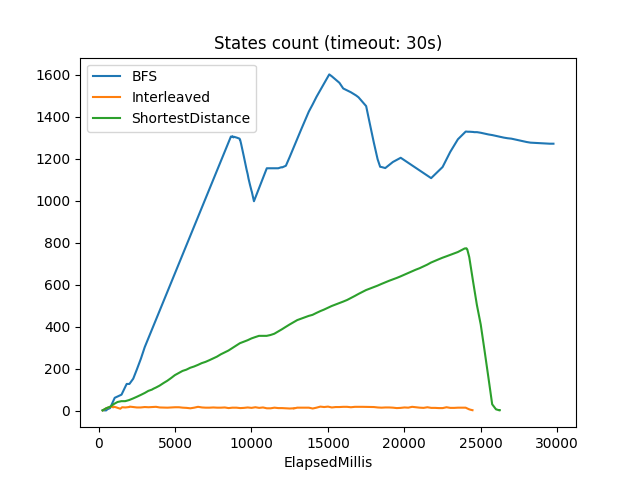 States count (timeout: 30s)
BFS
Interleaved
ShortestDistance
1600
1400
1200
1000
800
600
400
200
0
0 5000 10000 15000 20000 25000 30000
ElapsedMillis